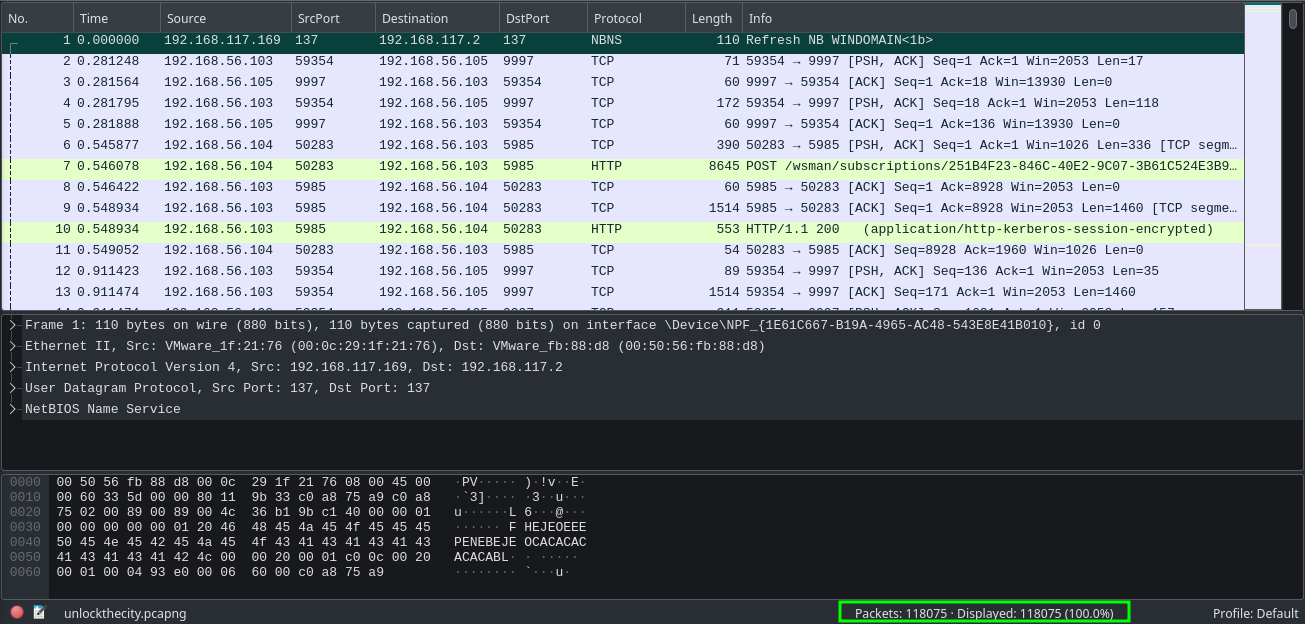 No. Time Source SrcPort Destination DstPort Protocol Length Info
1 0.000000 192.168.117.169 137 192.168.117.2 137 NBNS 110 Refresh NB WINDOMAIN<1b>
2 0.281248 192.168.56.103 59354 192.168.56.105 9997 TCP 71 59354 → 9997 [PSH, ACK] Seq=1 Ack=1 Win=2053 Len=17
3 0.281564 192.168.56.105 9997 192.168.56.103 59354 TCP 60 9997 → 59354 [ACK] Seq=1 Ack=18 Win=13930 Len=0
4 0.281795 192.168.56.103 59354 192.168.56.105 9997 TCP 172 59354 → 9997 [PSH, ACK] Seq=18 Ack=1 Win=2053 Len=118
5 0.281888 192.168.56.105 9997 192.168.56.103 59354 TCP 60 9997 → 59354 [ACK] Seq=1 Ack=136 Win=13930 Len=0
6 0.545877 192.168.56.104 50283 192.168.56.103 5985 TCP 390 50283 → 5985 [PSH, ACK] Seq=1 Ack=1 Win=1026 Len=336 [TCP segm…
7 0.546078 192.168.56.104 50283 192.168.56.103 5985 HTTP 8645 POST /wsman/subscriptions/251B4F23-846C-40E2-9C07-3B61C524E3B9…
8 0.546422 192.168.56.103 5985 192.168.56.104 50283 TCP 60 5985 → 50283 [ACK] Seq=1 Ack=8928 Win=2053 Len=0
9 0.548934 192.168.56.103 5985 192.168.56.104 50283 TCP 1514 5985 → 50283 [ACK] Seq=1 Ack=8928 Win=2053 Len=1460 [TCP segme…
10 0.548934 192.168.56.103 5985 192.168.56.104 50283 HTTP 553 HTTP/1.1 200 (application/http-kerberos-session-encrypted)
11 0.549052 192.168.56.104 50283 192.168.56.103 5985 TCP 54 50283 → 5985 [ACK] Seq=8928 Ack=1960 Win=1026 Len=0
12 0.911423 192.168.56.103 59354 192.168.56.105 9997 TCP 89 59354 → 9997 [PSH, ACK] Seq=136 Ack=1 Win=2053 Len=35
13 0.911474 192.168.56.103 59354 192.168.56.105 9997 TCP 1514 59354 → 9997 [ACK] Seq=171 Ack=1 Win=2053 Len=1460
Frame 1: 110 bytes on wire (880 bits), 110 bytes captured (880 bits) on interface \Device\NPF_{1E61C667-B19A-4965-AC48-543E8E41B010}, id 0
Ethernet II, Src: VMware_1f:21:76 (00:0c:29:1f:21:76), Dst: VMware_fb:88:d8 (00:50:56:fb:88:d8)
Internet Protocol Version 4, Src: 192.168.117.169, Dst: 192.168.117.2
User Datagram Protocol, Src Port: 137, Dst Port: 137
NetBIOS Name Service
0000 00 50 56 fb 88 d8 00 0c 29 1f 21 76 08 00 45 00 ·PV····· )·!v··E·
0010 00 60 33 5d 00 00 80 11 9b 33 c0 a8 75 a9 c0 a8 ·`3]···· ·3··u···
0020 75 02 00 89 00 89 00 4c 36 b1 9b c1 40 00 00 01 u······L 6···@···
0030 00 00 00 00 00 01 20 46 48 45 4a 45 4f 45 45 45 ······ F HEJEOEEE
0040 50 45 4e 45 42 45 4a 45 4f 43 41 43 41 43 41 43 PENEBEJE OCACACAC
0050 41 43 41 43 41 42 4c 00 00 20 00 01 c0 0c 00 20 ACACABL· · ·····
0060 00 01 00 04 93 e0 00 06 60 00 c0 a8 75 a9 ········ `···u·
unlockthecity.pcapng Packets: 118075 · Displayed: 118075 (100.0%) Profile: Default